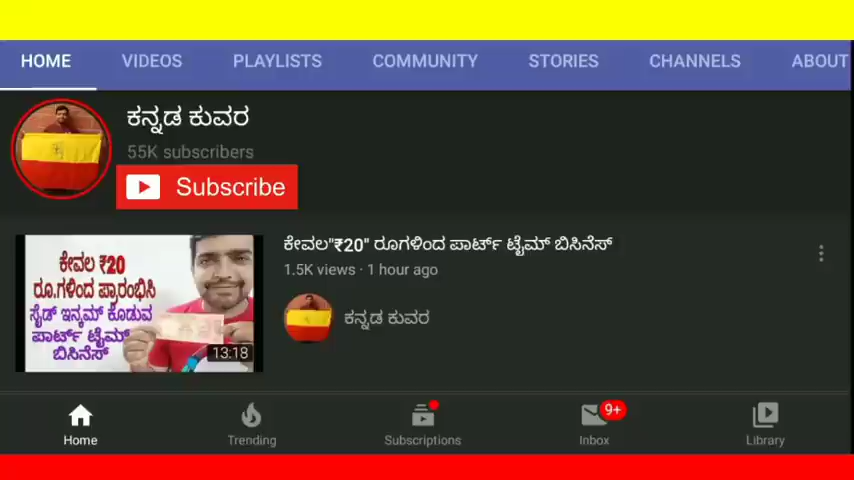 HOME VIDEOS PLAYLISTS COMMUNITY STORIES CHANNELS ABOUT
ಕನ್ನಡ ಕುವರ
55K subscribers
Subscribe
ಕೇವಲ"₹20" ರೂಗಳಿಂದ ಪಾರ್ಟ್ ಟೈಮ್ ಬಿಸಿನೆಸ್
1.5K views · 1 hour ago
ಕನ್ನಡ ಕುವರ
ಕೇವಲ ₹20
ರೂ.ಗಳಿಂದ ಪ್ರಾರಂಭಿಸಿ
ಸೈಡ್ ಇನ್ಕಮ್ ಕೊಡುವ
ಪಾರ್ಟ್ ಟೈಮ್
ಬಿಸಿನೆಸ್
13:18
9+
Home Trending Subscriptions Inbox Library